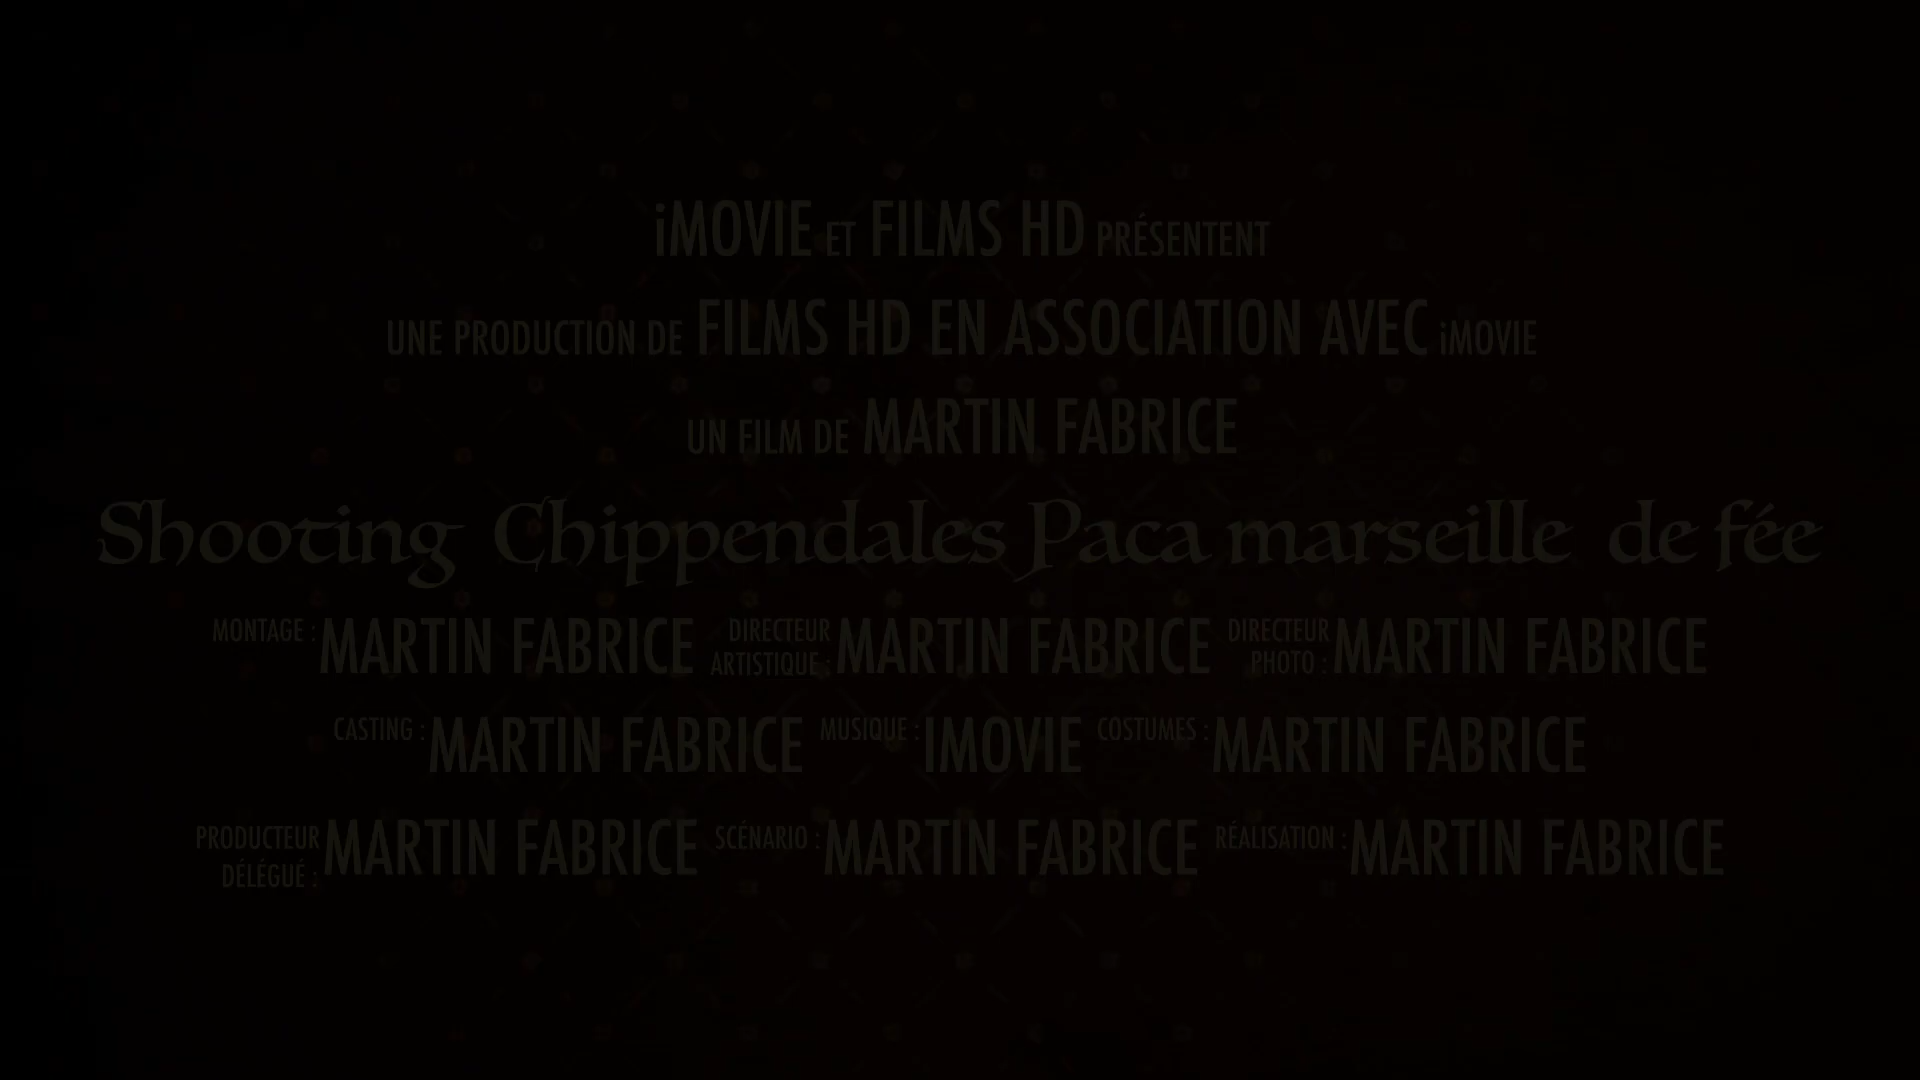 iMOVIE ET FILMS HD PRÉSENTENT
UNE PRODUCTION DE FILMS HD EN ASSOCIATION AVEC iMOVIE
UN FILM DE MARTIN FABRICE
Shooting Chippendales Paca marseille de fée
MONTAGE : MARTIN FABRICE DIRECTEUR ARTISTIQUE : MARTIN FABRICE DIRECTEUR PHOTO : MARTIN FABRICE
CASTING : MARTIN FABRICE MUSIQUE : IMOVIE COSTUMES : MARTIN FABRICE
PRODUCTEUR DÉLÉGUÉ : MARTIN FABRICE SCÉNARIO : MARTIN FABRICE RÉALISATION : MARTIN FABRICE